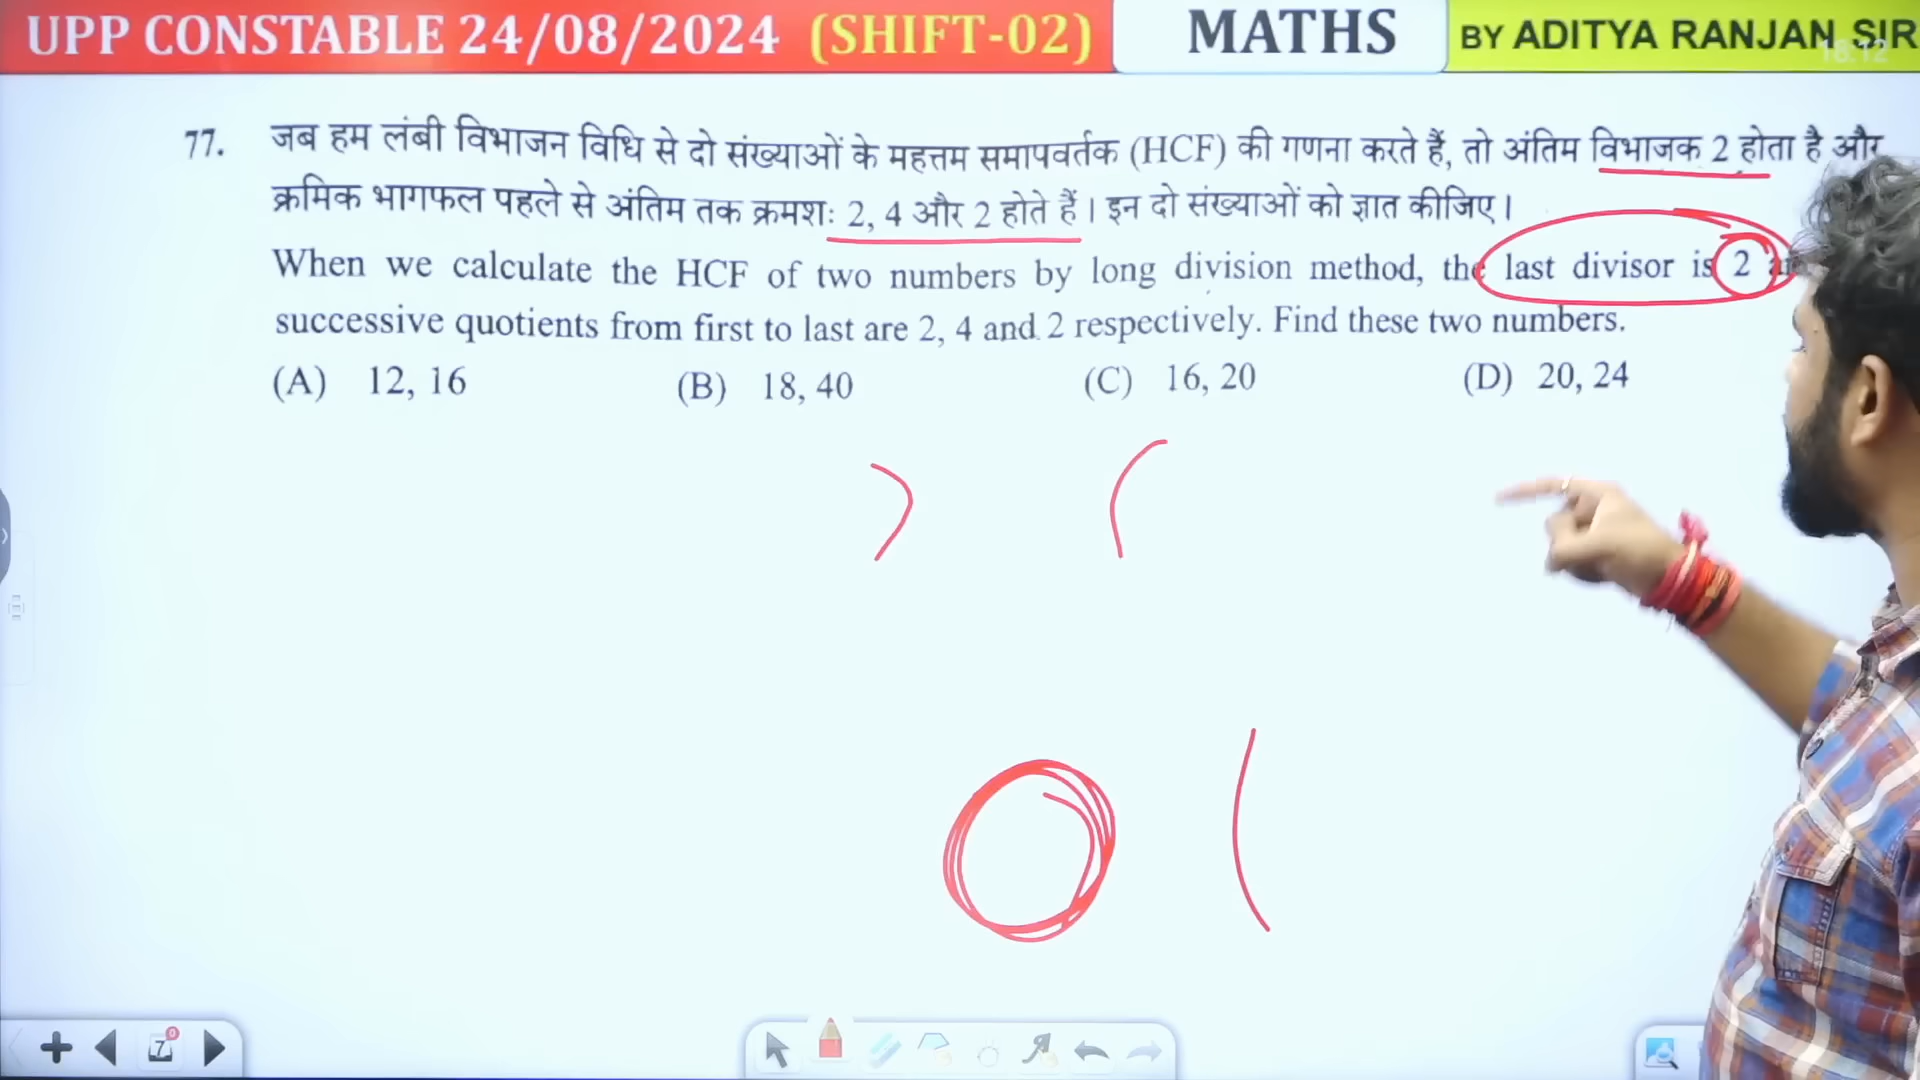 UPP CONSTABLE 24/08/2024 (SHIFT-02) MATHS BY ADITYA RANJAN SIR
18:12
77. जब हम लंबी विभाजन विधि से दो संख्याओं के महत्तम समापवर्तक (HCF) की गणना करते हैं, तो अंतिम विभाजक 2 होता है और
क्रमिक भागफल पहले से अंतिम तक क्रमशः 2, 4 और 2 होते हैं। इन दो संख्याओं को ज्ञात कीजिए।
When we calculate the HCF of two numbers by long division method, the last divisor is 2
successive quotients from first to last are 2, 4 and 2 respectively. Find these two numbers.
(A) 12, 16 (B) 18, 40 (C) 16, 20 (D) 20, 24
7 0